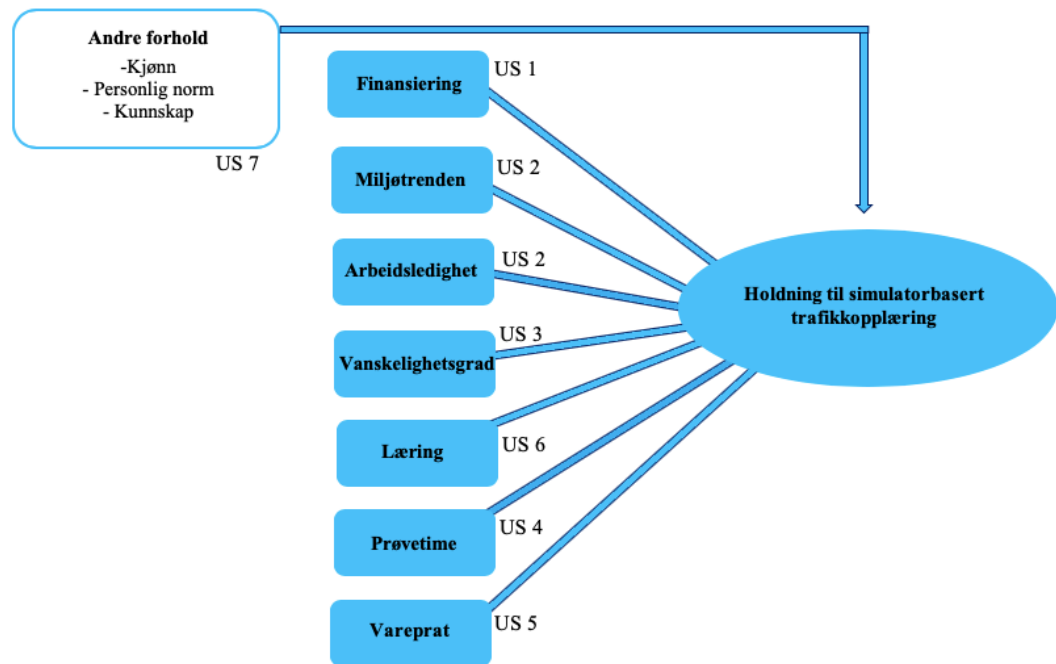 Andre forhold
-Kjønn
- Personlig norm
- Kunnskap
US 7
Finansiering
US 1
Miljøtrenden
US 2
Arbeidsledighet
US 2
Vanskelighetsgrad
US 3
Læring
US 6
Prøvetime
US 4
Vareprat
US 5
Holdning til simulatorbasert
trafikkopplæring